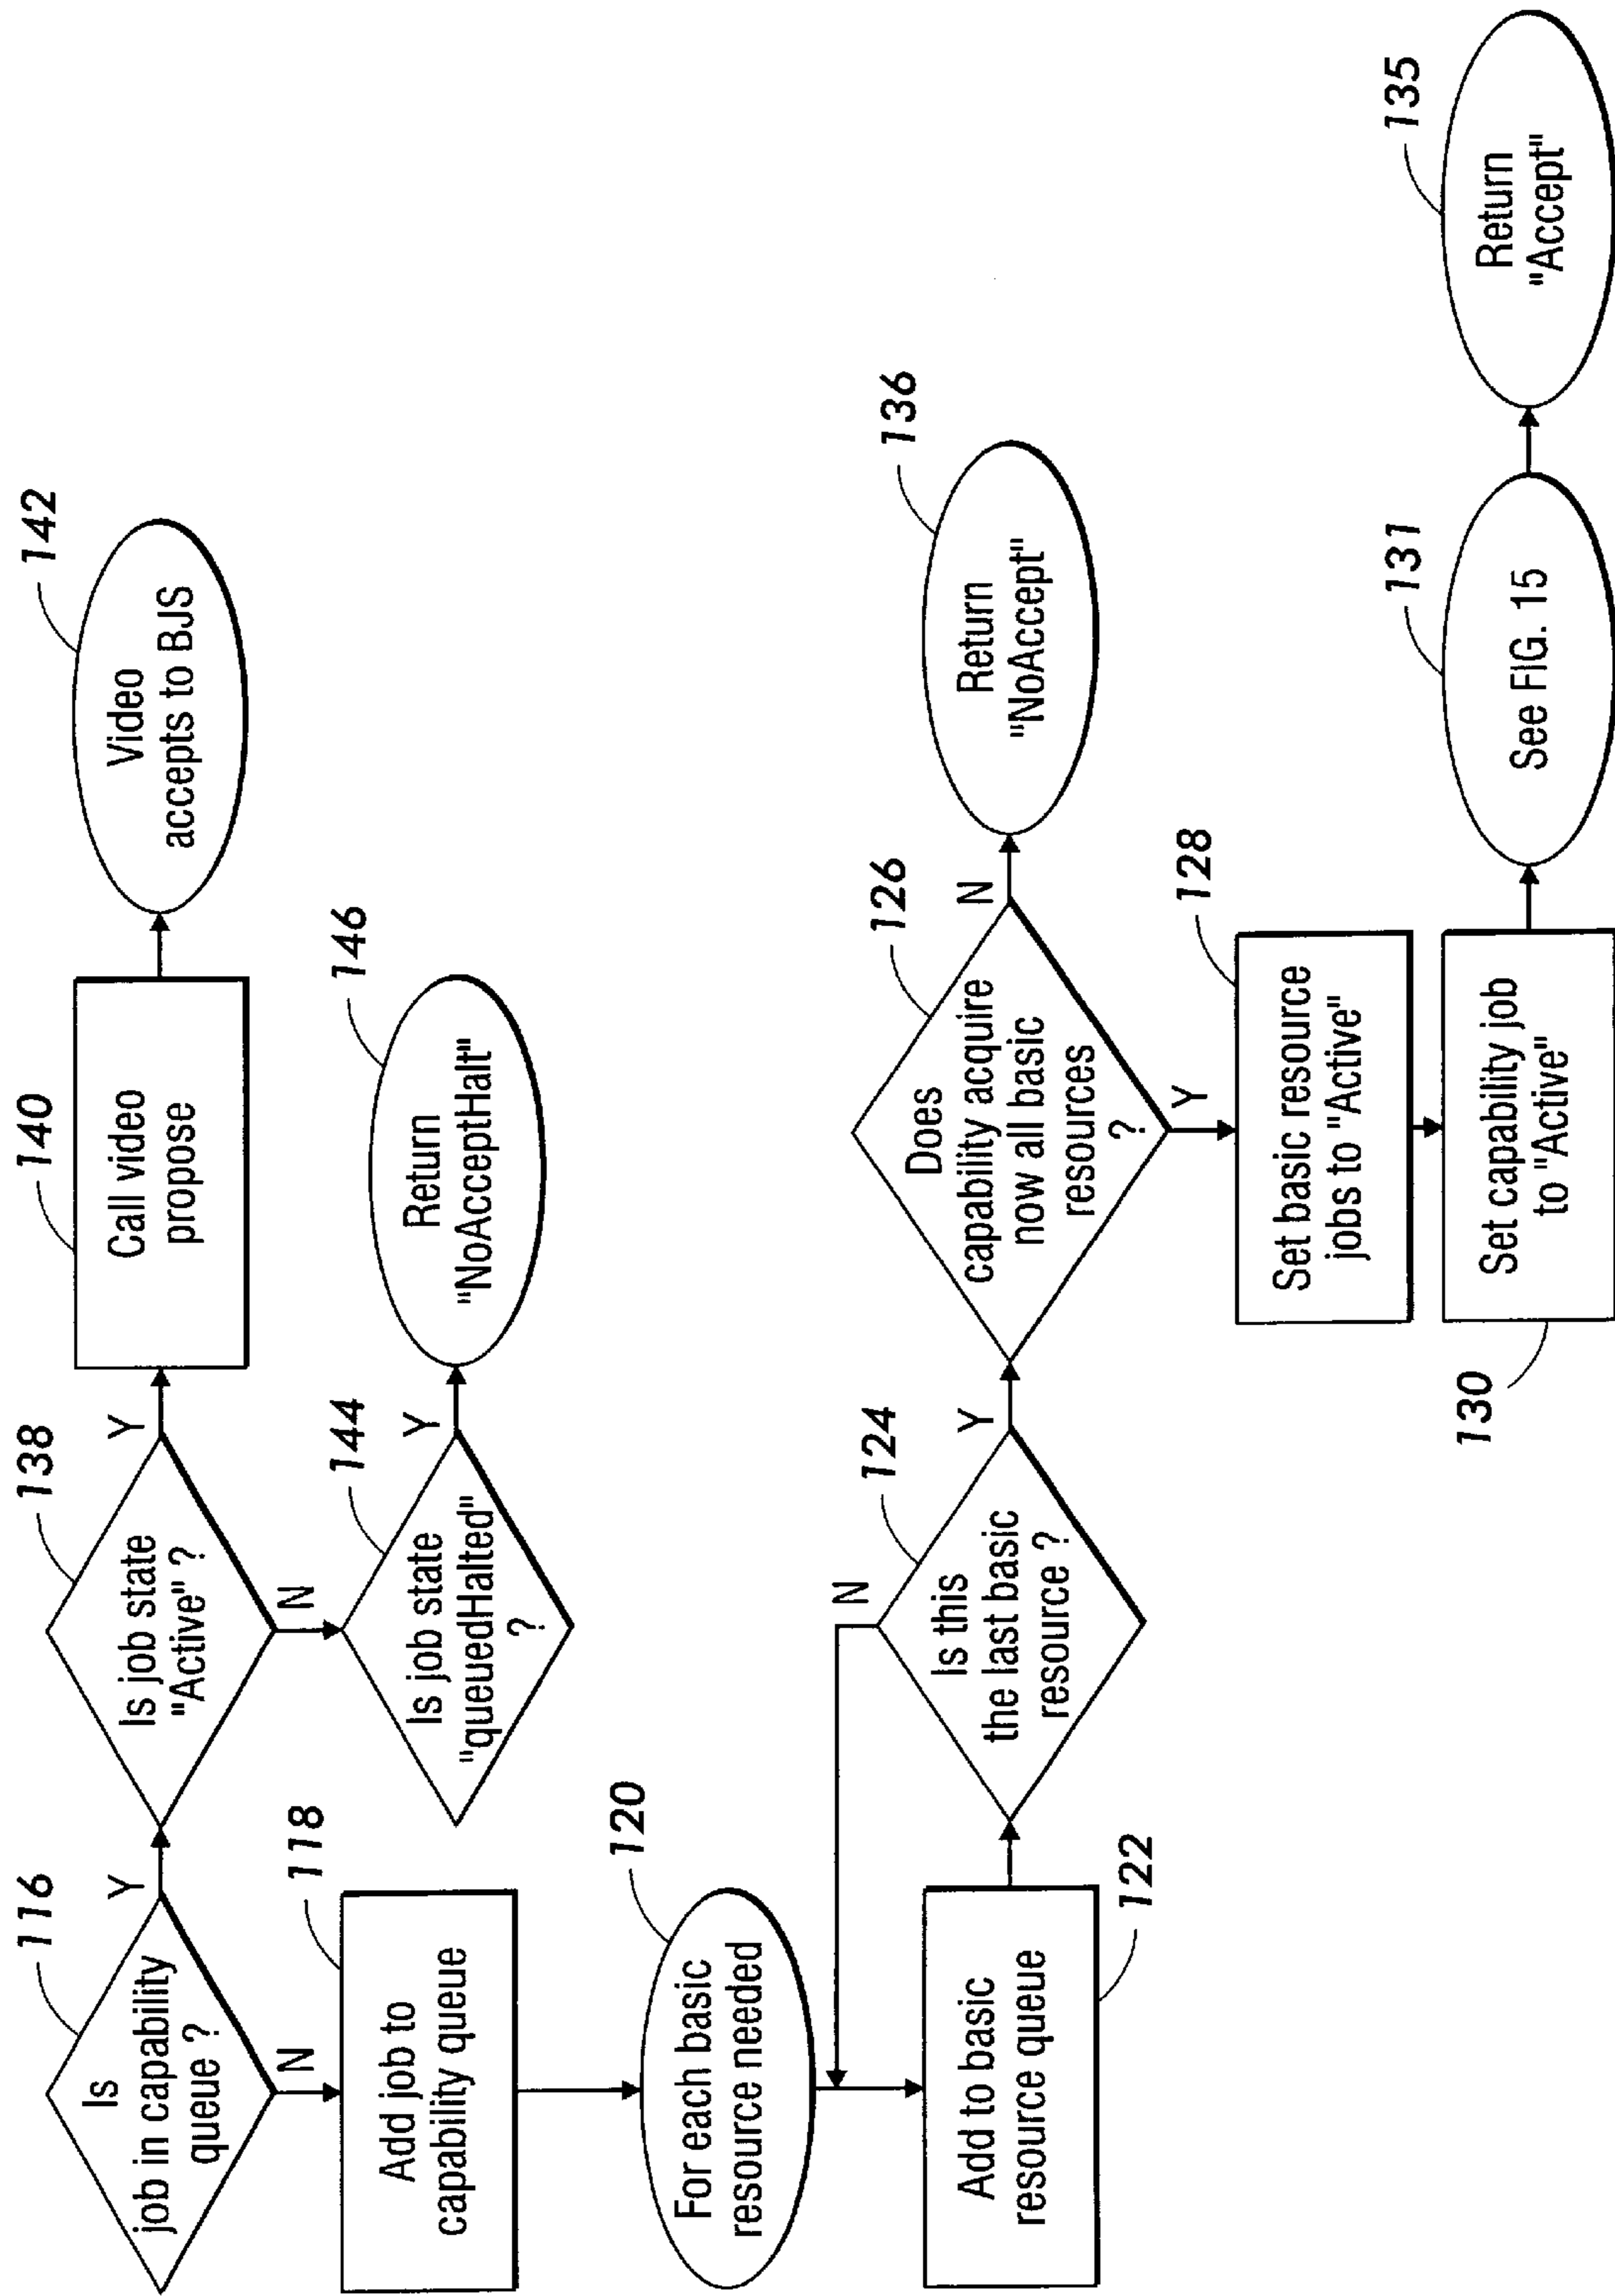 116
Is
job in capability
queue ?
Y
N
138
Is job state
"Active" ?
Y
N
140
Call video
propose
142
Video
accepts to BJS
118
Add job to
capability queue
144
Is job state
"queuedHalted"
?
Y
146
Return
"NoAcceptHalt"
120
For each basic
resource needed
122
Add to basic
resource queue
124
Is this
the last basic
resource ?
N
Y
126
Does
capability acquire
now all basic
resources
?
N
Y
136
Return
"NoAccept"
128
Set basic resource
jobs to "Active"
130
Set capability job
to "Active"
131
See FIG. 15
135
Return
"Accept"